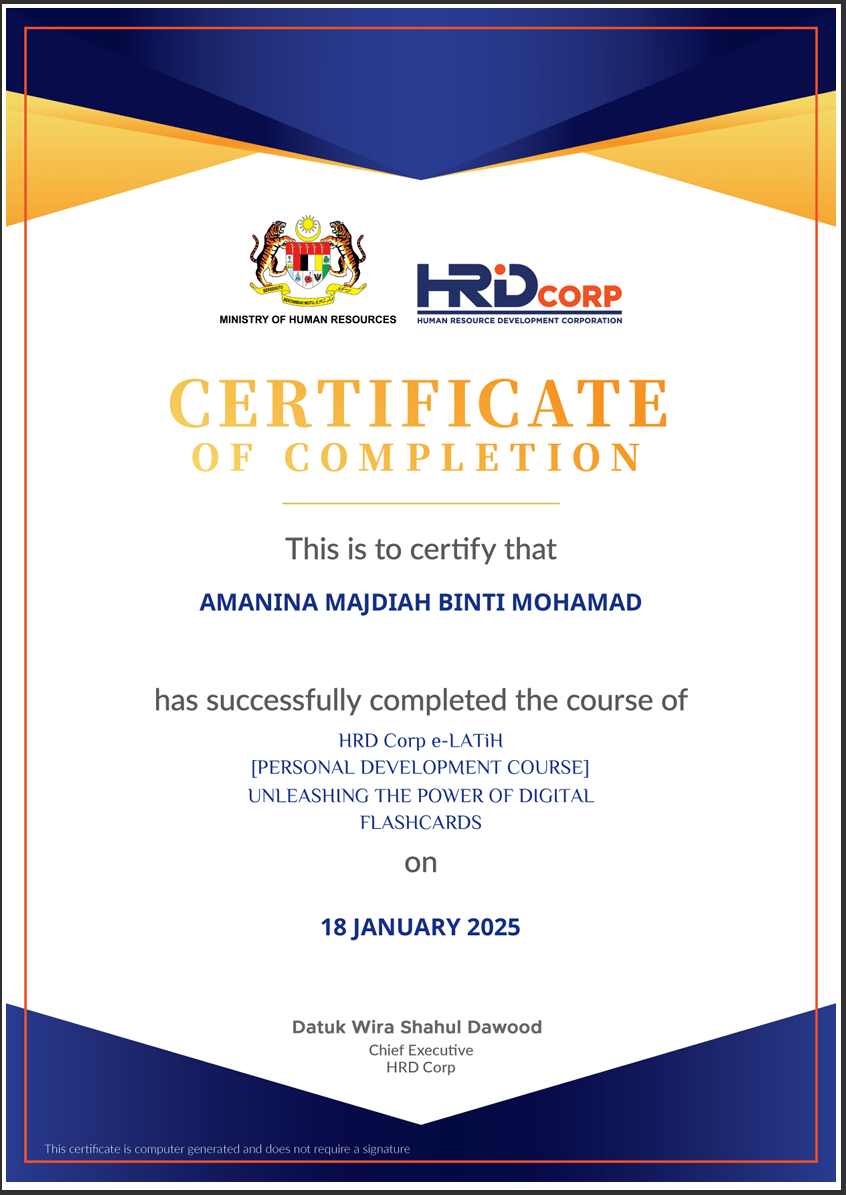 MINISTRY OF HUMAN RESOURCES
HRD CORP
HUMAN RESOURCE DEVELOPMENT CORPORATION
CERTIFICATE
OF COMPLETION
This is to certify that
AMANINA MAJDIAH BINTI MOHAMAD
has successfully completed the course of
HRD Corp e-LATiH
[PERSONAL DEVELOPMENT COURSE]
UNLEASHING THE POWER OF DIGITAL
FLASHCARDS
on
18 JANUARY 2025
Datuk Wira Shahul Dawood
Chief Executive
HRD Corp
This certificate is computer generated and does not require a signature